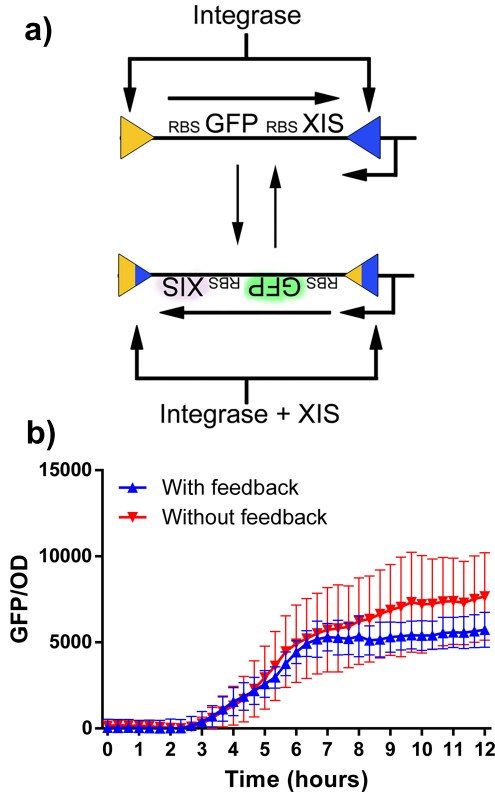 a)
Integrase
RBS GFP RBS XIS
XIS RBS GFP RBS
Integrase + XIS
b)
15000
10000
5000
0
GFP/OD
With feedback
Without feedback
0 1 2 3 4 5 6 7 8 9 10 11 12
Time (hours)